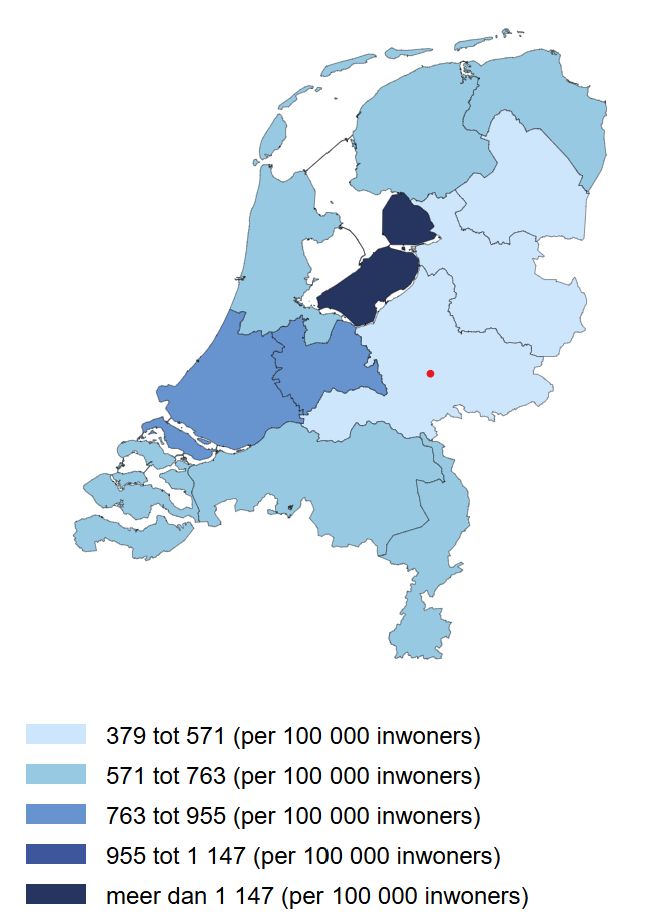 379 tot 571 (per 100 000 inwoners)
571 tot 763 (per 100 000 inwoners)
763 tot 955 (per 100 000 inwoners)
955 tot 1 147 (per 100 000 inwoners)
meer dan 1 147 (per 100 000 inwoners)